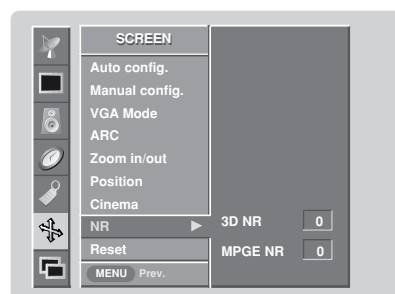 SCREEN
Auto config.
Manual config.
VGA Mode
ARC
Zoom in/out
Position
Cinema
NR
3D NR 0
Reset
MPGE NR 0
MENU Prev.